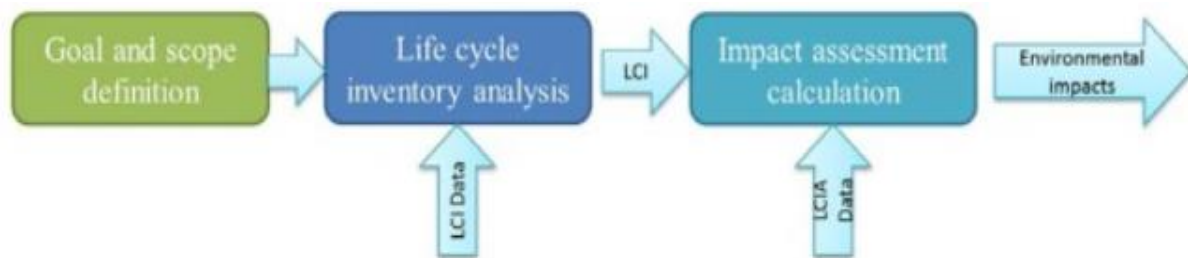 Goal and scope
definition
Life cycle
inventory analysis
LCI
Impact assessment
calculation
Environmental
impacts
LCI Data
LCIA
Data